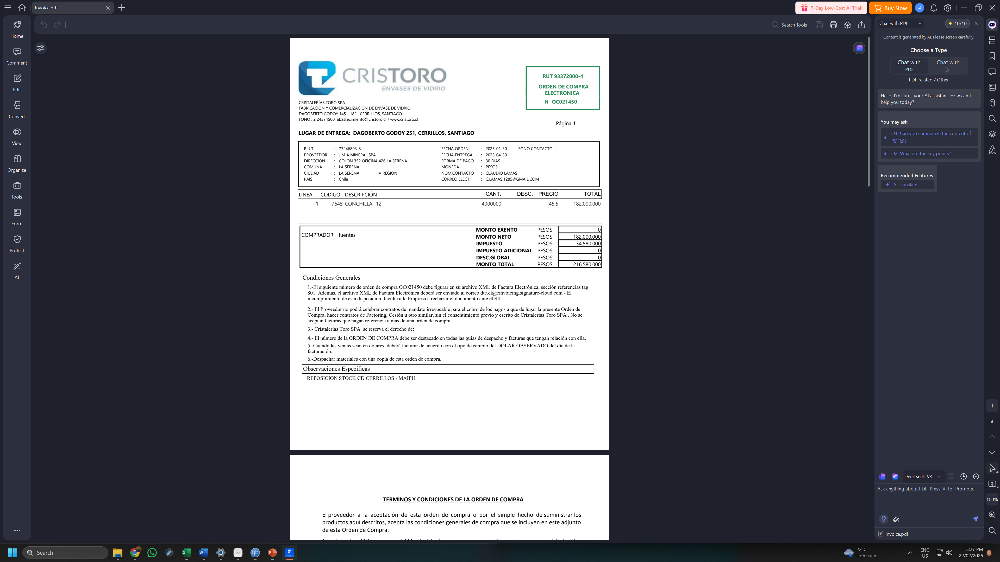 Invoice.pdf
7-Day Low-Cost AI Trial!
Buy Now
Home
Comment
Edit
Convert
View
Organize
Tools
Form
Protect
AI
Search Tools
CRISTORO
ENVASES DE VIDRIO
RUT 93372000-4
ORDEN DE COMPRA
ELECTRONICA
N° OC021450
CRISTALERÍAS TORO SPA
FABRICACIÓN Y COMERCIALIZACIÓN DE ENVASE DE VIDRIO
DAGOBERTO GODOY 145 - 182 , CERRILLOS, SANTIAGO
FONO : 2 24374500, abastecimiento@cristoro.cl / www.cristoro.cl
Página 1
LUGAR DE ENTREGA: DAGOBERTO GODOY 251, CERRILLOS, SANTIAGO
R.U.T : 77246893-8 FECHA ORDEN : 2025-01-30 FONO CONTACTO :
PROVEEDOR : J M A MINERAL SPA FECHA ENTREGA : 2025-04-30
DIRECCIÓN : COLON 352 OFICINA 426 LA SERENA FORMA DE PAGO : 30 DIAS
COMUNA : LA SERENA MONEDA : PESOS
CIUDAD : LA SERENA IV REGION NOM.CONTACTO : CLAUDIO LAMAS
PAIS : Chile CORREO ELECT. : C.LAMAS.1285@GMAIL.COM
LINEA CODIGO DESCRIPCIÓN CANT. DESC. PRECIO TOTAL
1 7645 CONCHILLA -12 4000000 45,5 182.000.000
COMPRADOR: ifuentes
MONTO EXENTO PESOS 0
MONTO NETO PESOS 182.000.000
IMPUESTO PESOS 34.580.000
IMPUESTO ADICIONAL PESOS 0
DESC.GLOBAL PESOS 0
MONTO TOTAL PESOS 216.580.000
Condiciones Generales
1.-El siguiente número de orden de compra OC021450 debe figurar en su archivo XML de Factura Electrónica, sección referencias tag
801. Además, el archivo XML de Factura Electrónica deberá ser enviado al correo dte.cl@einvoicing.signature-cloud.com - El
incumplimiento de esta disposición, faculta a la Empresa a rechazar el documento ante el SII.
2.- El Proveedor no podrá celebrar contratos de mandato irrevocable para el cobro de los pagos a que de lugar la presente Orden de
Compra; hacer contratos de Factoring, Cesión u otro similar, sin el consentimiento previo y escrito de Cristalerías Toro SPA . No se
aceptan facturas que hagan referencia a más de una orden de compra.
3.- Cristalerías Toro SPA se reserva el derecho de:
4.- El número de la ORDEN DE COMPRA debe ser destacado en todas las guías de despacho y facturas que tengan relación con ella.
5.-Cuando las ventas sean en dólares, deberá facturar de acuerdo con el tipo de cambio del DOLAR OBSERVADO del día de la
facturación.
6.-Despachar materiales con una copia de esta orden de compra.
Observaciones Específicas
REPOSICION STOCK CD CERRILLOS - MAIPU.
TERMINOS Y CONDICIONES DE LA ORDEN DE COMPRA
El proveedor a la aceptación de esta orden de compra o por el simple hecho de suministrar los
productos aquí descritos, acepta las condiciones generales de compra que se incluyen en este adjunto
de esta Orden de Compra.
Chat with PDF
10/10
Content is generated by AI. Please screen carefully.
Choose a Type
Chat with
PDF
Chat with
AI
PDF related / Other
Hello, I'm Lumi, your AI assistant. How can I
help you today?
You may ask:
Q1. Can you summarize the content of
PDF(s)?
Q2. What are the key points?
Recommended Features:
AI Translate
1
4
DeepSeek-V3
Ask anything about PDF. Press '#' for Prompts.
100%
Invoice.pdf
Search
roon
qb
22°C
Light rain
ENG
US
5:27 PM
22/02/2026